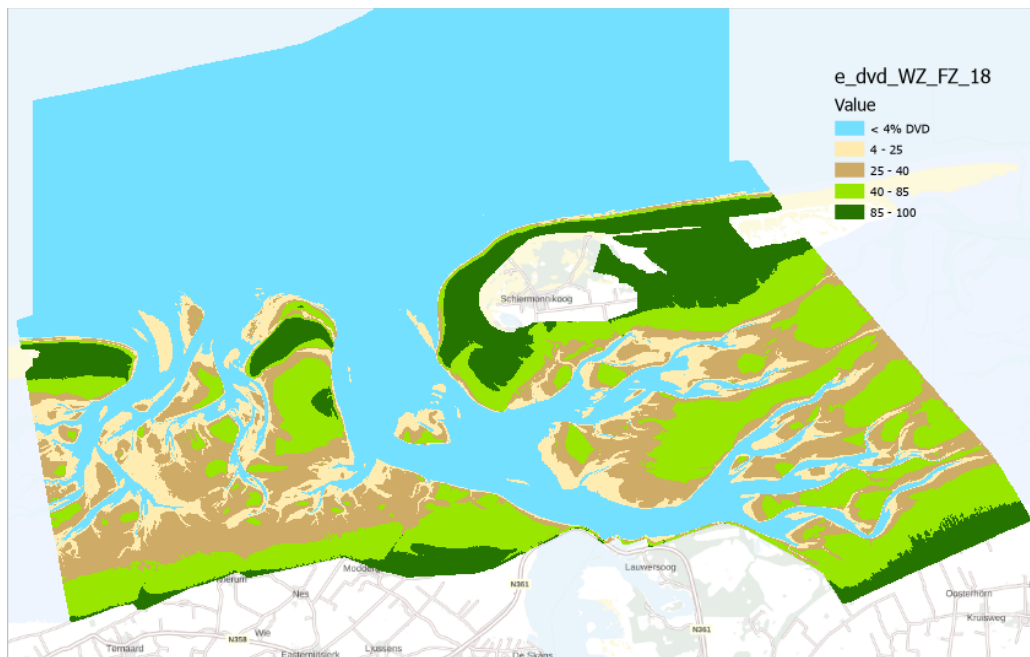 e_dvd_WZ_FZ_18
Value
< 4% DVD
4 - 25
25 - 40
40 - 85
85 - 100
Schiermonnikoog
Lauwersoog
N361
Nes
Oosterhörn
Kruisweg
Wie
N358
N361
Ternaard
Ljussens
De Skâns